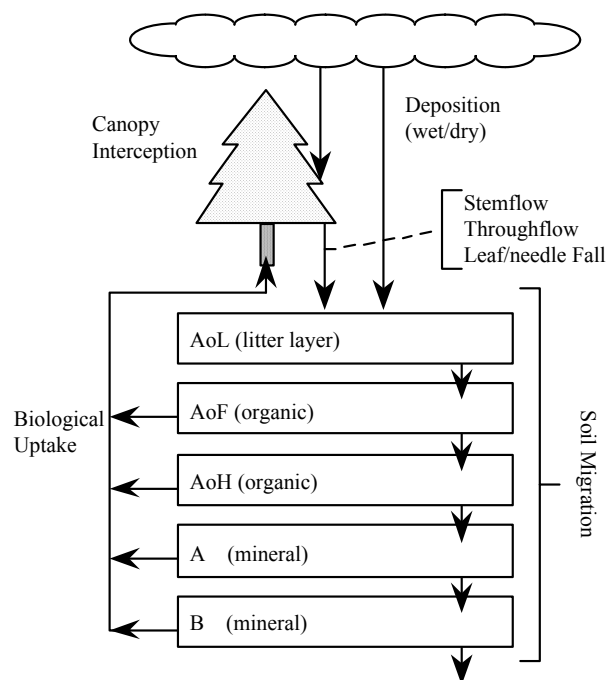 Deposition
(wet/dry)
Canopy
Interception
Stemflow
Throughflow
Leaf/needle Fall
AoL (litter layer)
AoF (organic)
Biological
Uptake
AoH (organic)
Soil Migration
A (mineral)
B (mineral)